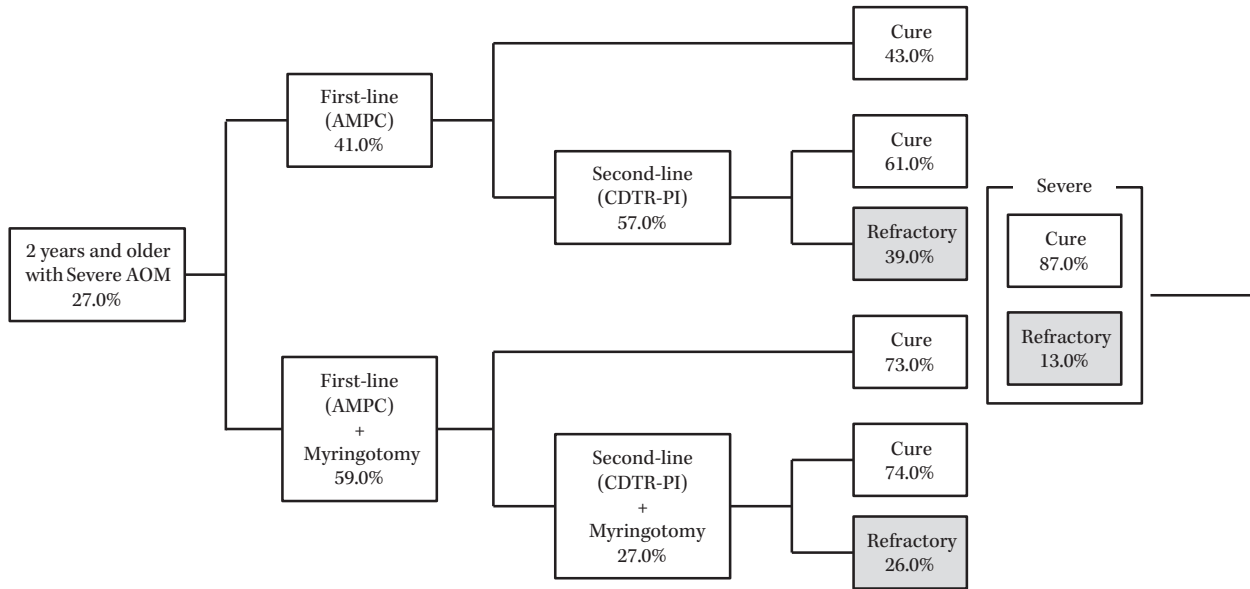 2 years and older
with Severe AOM
27.0%
First-line
(AMPC)
41.0%
Cure
43.0%
Second-line
(CDTR-PI)
57.0%
Cure
61.0%
Refractory
39.0%
First-line
(AMPC)
+
Myringotomy
59.0%
Cure
73.0%
Second-line
(CDTR-PI)
+
Myringotomy
27.0%
Cure
74.0%
Refractory
26.0%
Severe
Cure
87.0%
Refractory
13.0%